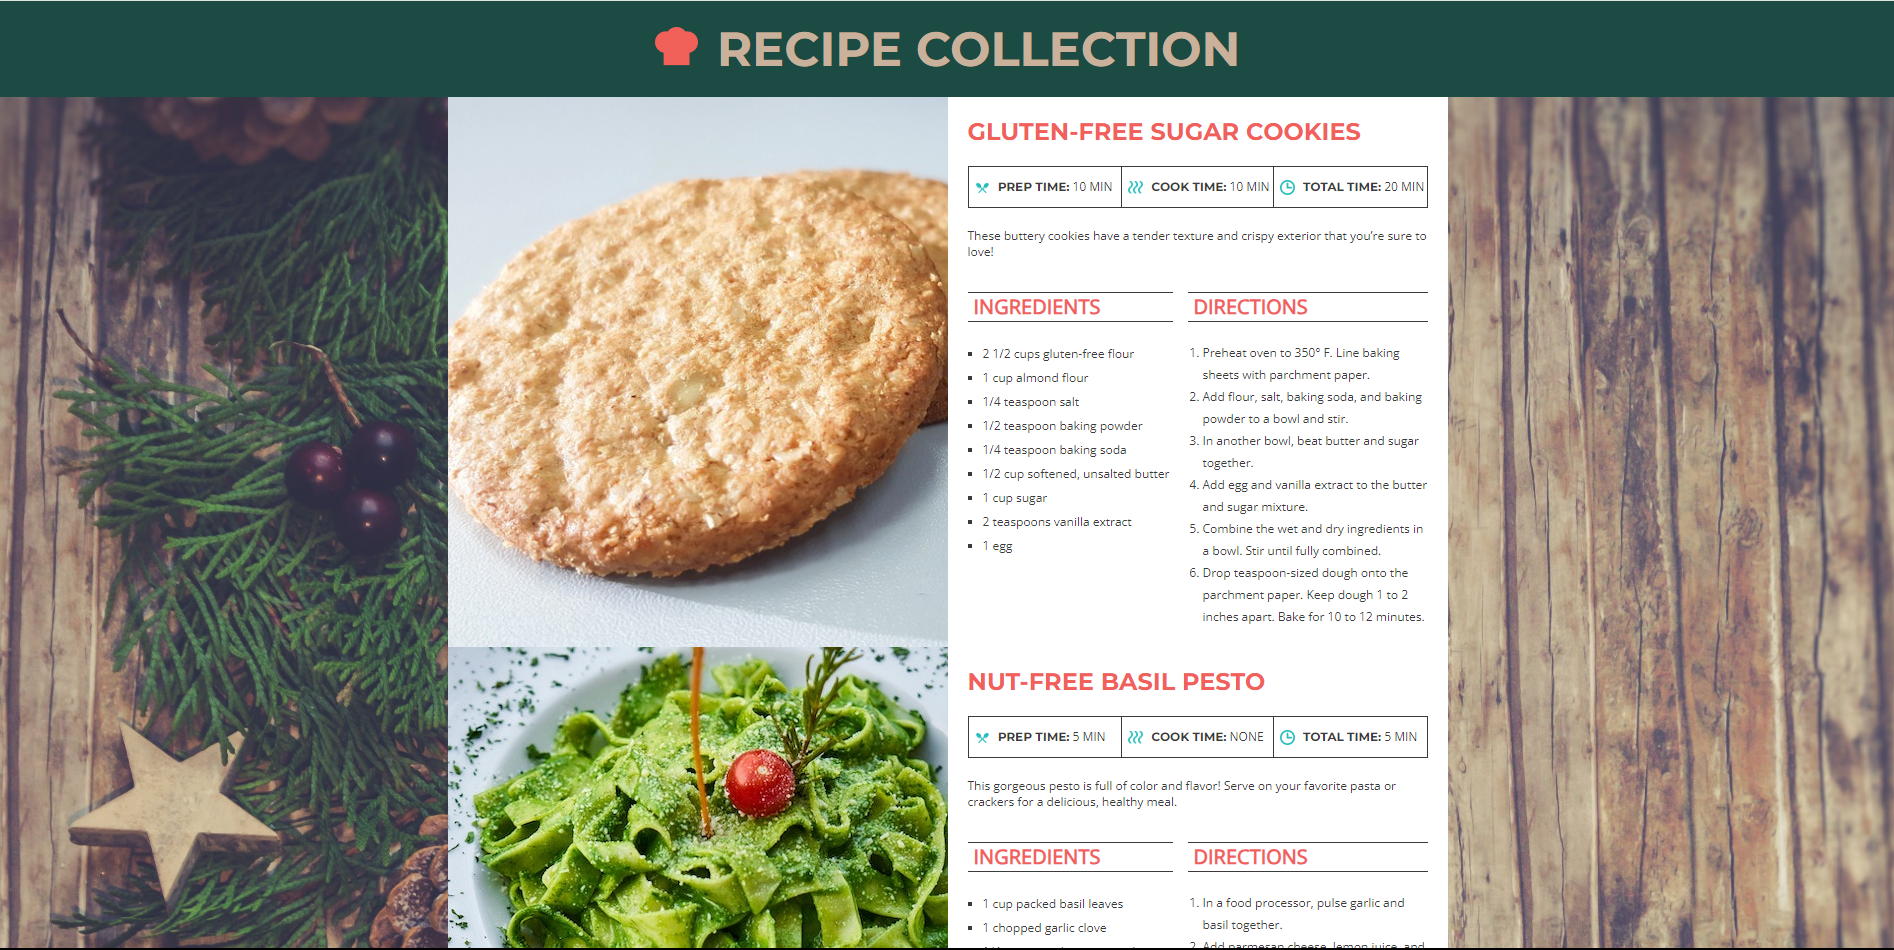 RECIPE COLLECTION
GLUTEN-FREE SUGAR COOKIES
PREP TIME: 10 MIN
COOK TIME: 10 MIN
TOTAL TIME: 20 MIN
These buttery cookies have a tender texture and crispy exterior that you’re sure to
love!
INGREDIENTS
2 1/2 cups gluten-free flour
1 cup almond flour
1/4 teaspoon salt
1/2 teaspoon baking powder
1/4 teaspoon baking soda
1/2 cup softened, unsalted butter
1 cup sugar
2 teaspoons vanilla extract
1 egg
DIRECTIONS
1. Preheat oven to 350° F. Line baking
sheets with parchment paper.
2. Add flour, salt, baking soda, and baking
powder to a bowl and stir.
3. In another bowl, beat butter and sugar
together.
4. Add egg and vanilla extract to the butter
and sugar mixture.
5. Combine the wet and dry ingredients in
a bowl. Stir until fully combined.
6. Drop teaspoon-sized dough onto the
parchment paper. Keep dough 1 to 2
inches apart. Bake for 10 to 12 minutes.
NUT-FREE BASIL PESTO
PREP TIME: 5 MIN
COOK TIME: NONE
TOTAL TIME: 5 MIN
This gorgeous pesto is full of color and flavor! Serve on your favorite pasta or
crackers for a delicious, healthy meal.
INGREDIENTS
1 cup packed basil leaves
1 chopped garlic clove
DIRECTIONS
1. In a food processor, pulse garlic and
basil together.
2. Add parmesan cheese, lemon juice, and